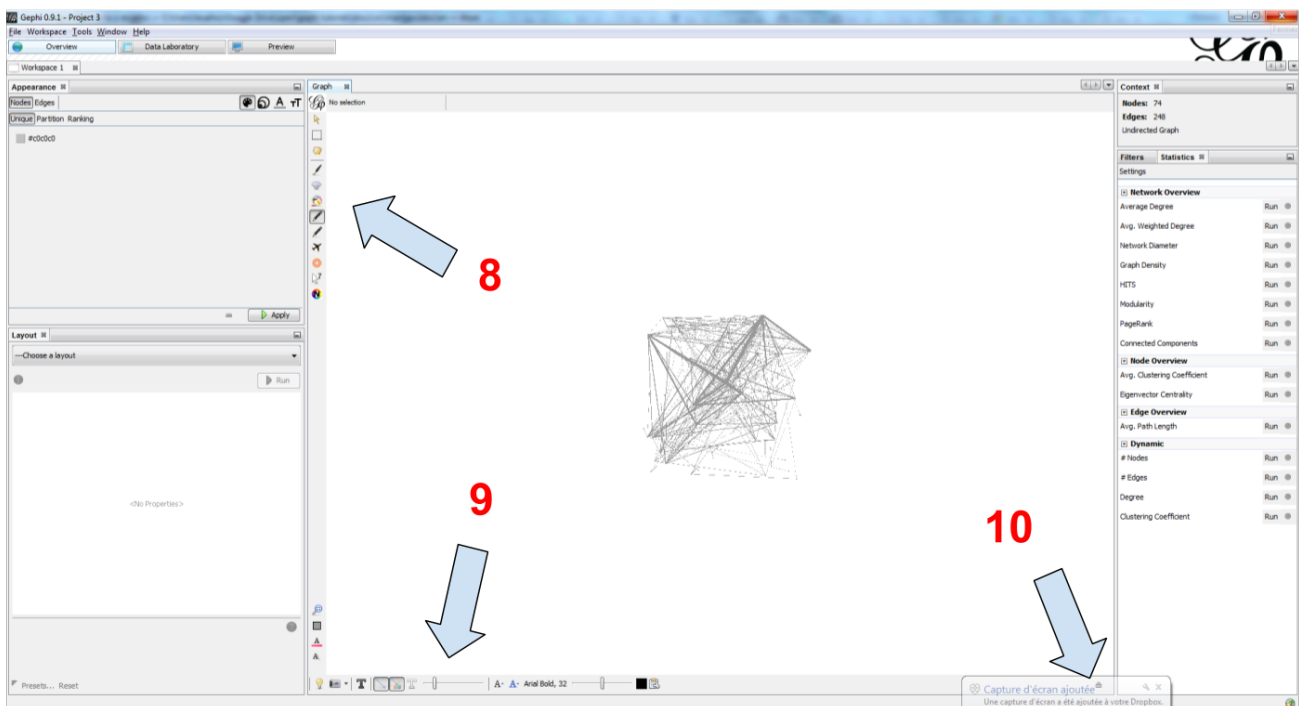 Gephi 0.9.1 - Project 3
File Workspace Tools Window Help
Overview Data Laboratory Preview
Workspace 1
Appearance
Nodes Edges
Unique Partition Ranking
#c0c0c0
Apply
Layout
---Choose a layout
Run
<No Properties>
Presets... Reset
Graph
No selection
8
9
10
A- A- Arial Bold, 32
Context
Nodes: 74
Edges: 248
Undirected Graph
Filters Statistics
Settings
Network Overview
Average Degree Run
Avg. Weighted Degree Run
Network Diameter Run
Graph Density Run
HITS Run
Modularity Run
PageRank Run
Connected Components Run
Node Overview
Avg. Clustering Coefficient Run
Eigenvector Centrality Run
Edge Overview
Avg. Path Length Run
Dynamic
# Nodes Run
# Edges Run
Degree Run
Clustering Coefficient Run
Capture d'écran ajoutée
Une capture d'écran a été ajoutée à votre Dropbox.